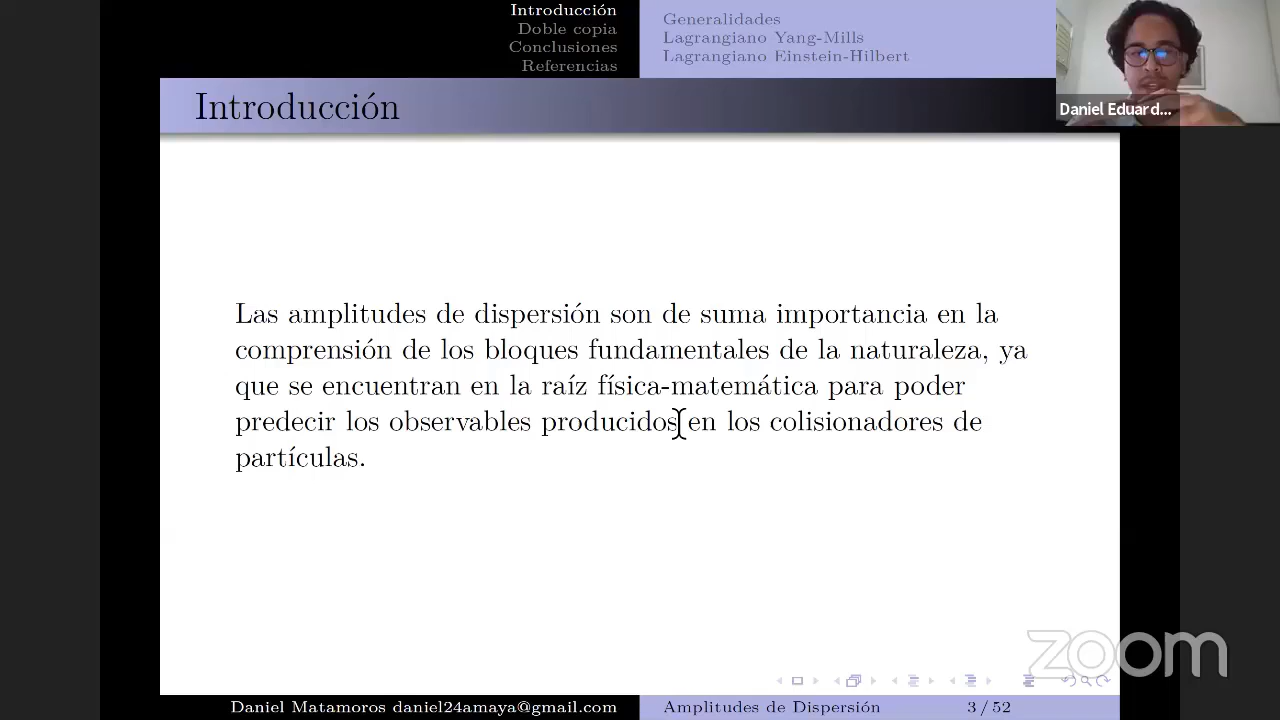 Introducción
Doble copia
Conclusiones
Referencias
Generalidades
Lagrangiano Yang-Mills
Lagrangiano Einstein-Hilbert
Daniel Eduard...
Introducción
Las amplitudes de dispersión son de suma importancia en la
comprensión de los bloques fundamentales de la naturaleza, ya
que se encuentran en la raíz física-matemática para poder
predecir los observables producidos en los colisionadores de
partículas.
zoom
Daniel Matamoros daniel24amaya@gmail.com
Amplitudes de Dispersión
3 / 52